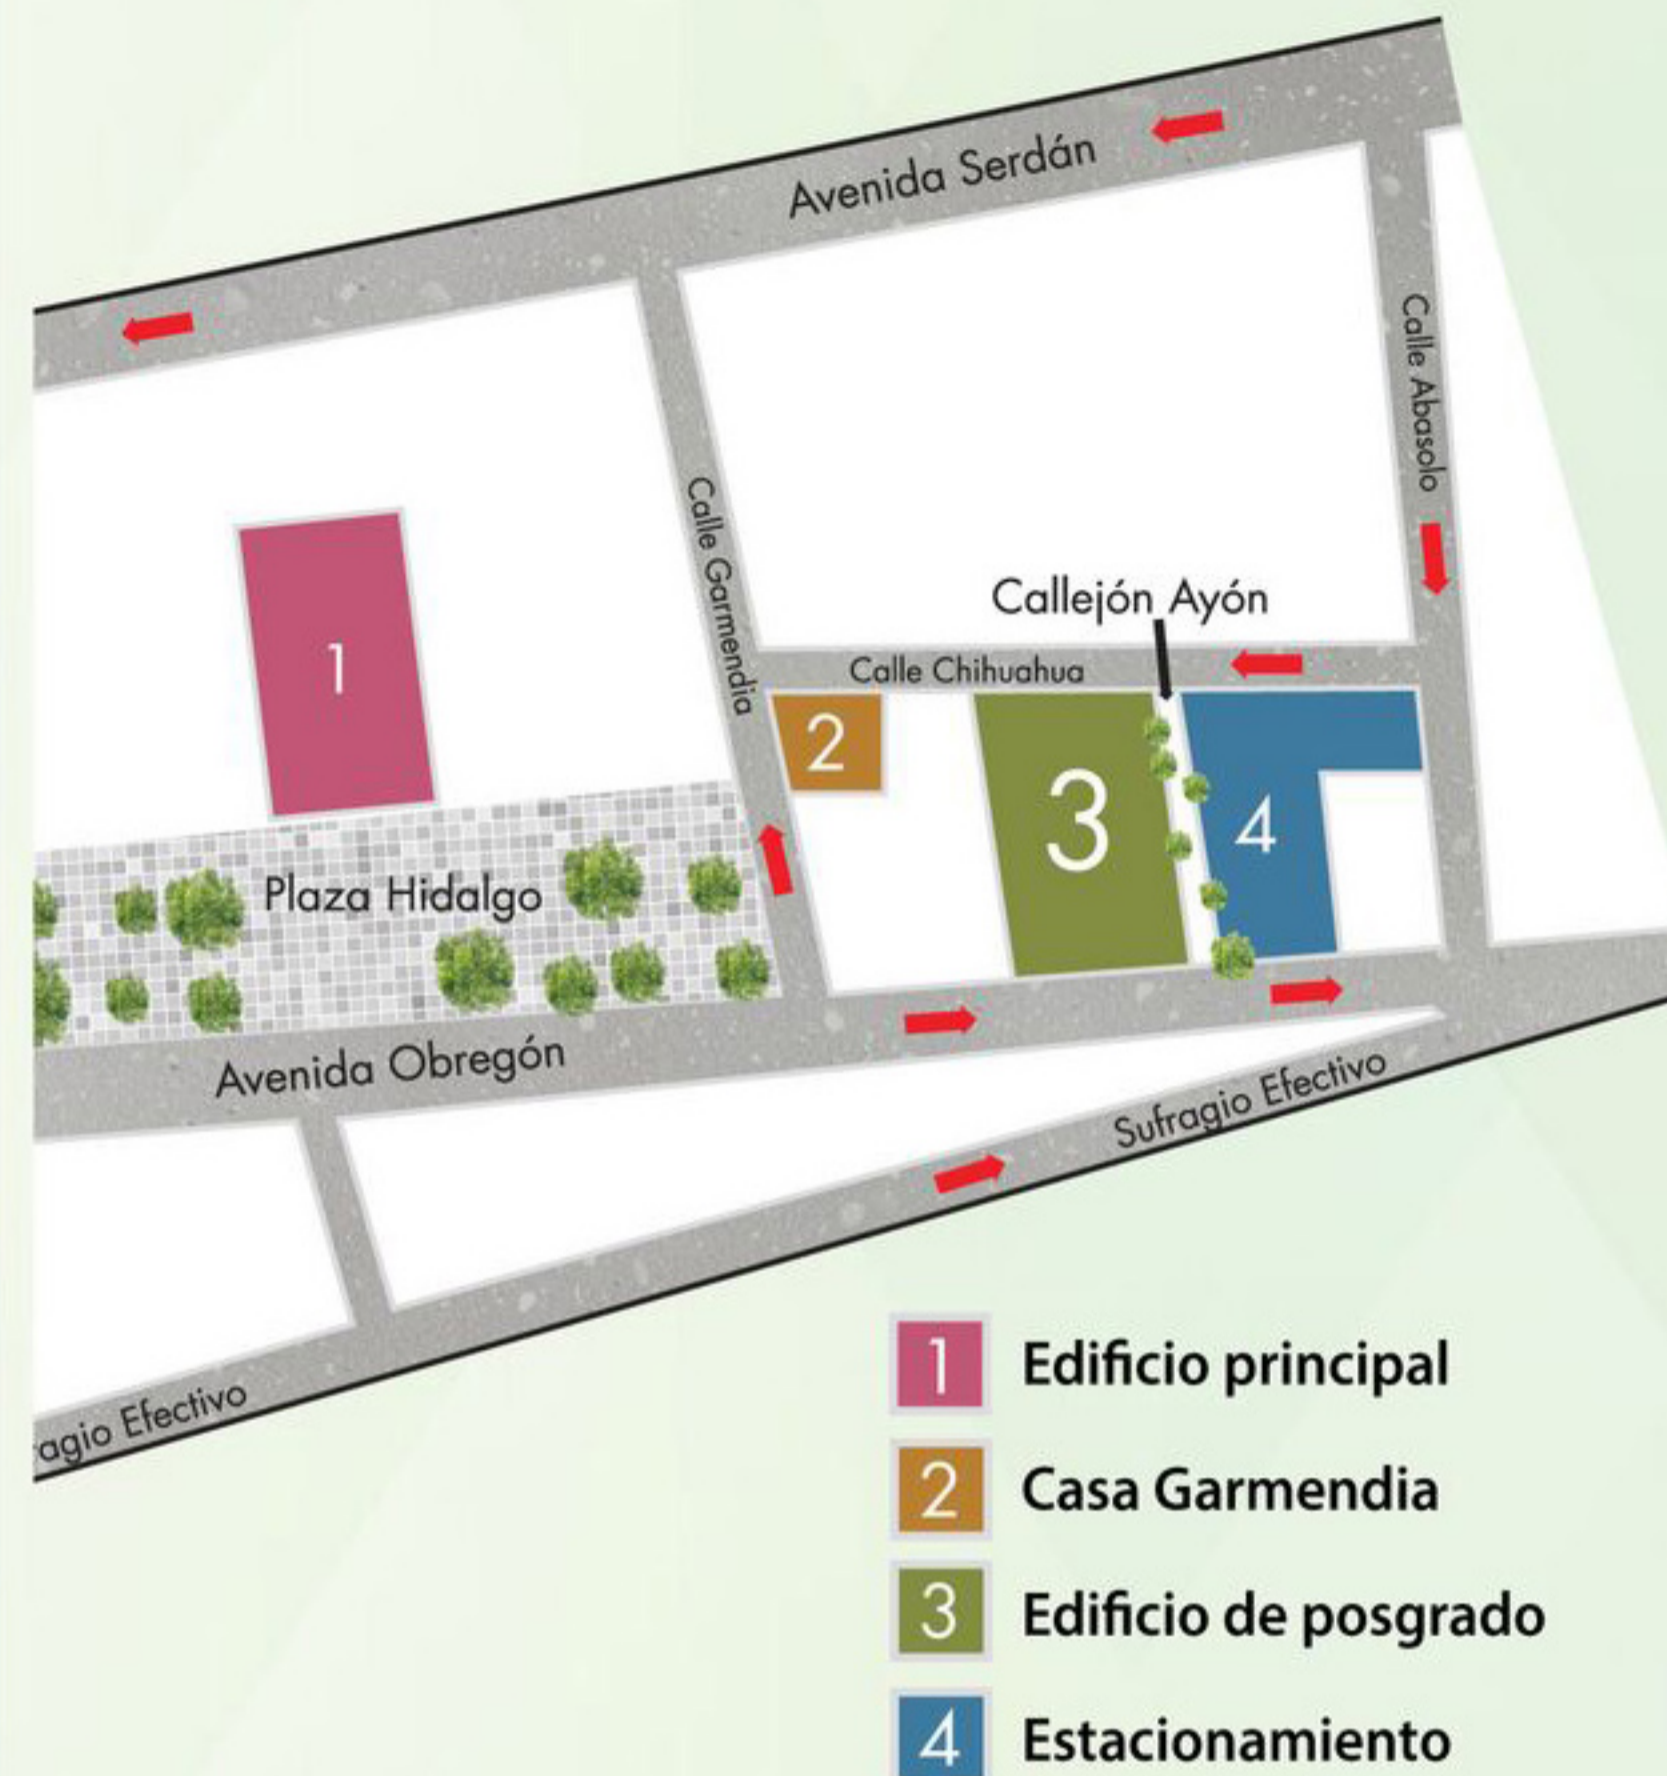 Avenida Serdán
Calle Abasolo
Calle Garmendia
Callejón Ayón
Calle Chihuahua
1
2
3
4
Plaza Hidalgo
Avenida Obregón
Sufragio Efectivo
ragio Efectivo
1 Edificio principal
2 Casa Garmendia
3 Edificio de posgrado
4 Estacionamiento